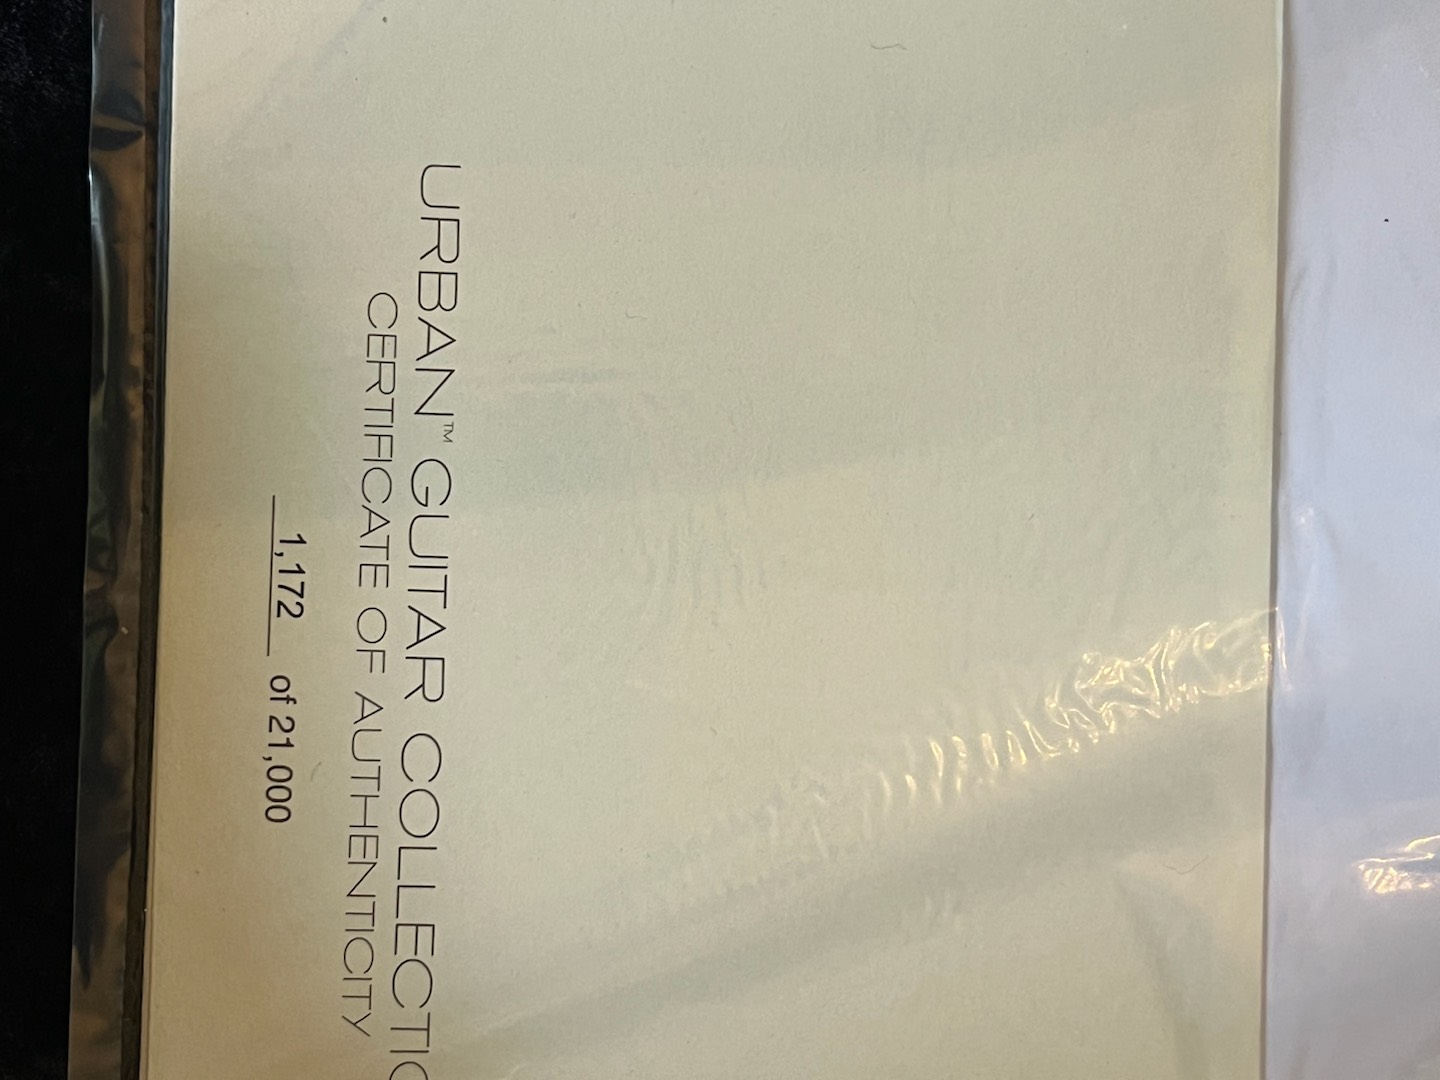 URBAN™ GUITAR COLLECTIO
CERTIFICATE OF AUTHENTICITY
1,172 of 21,000